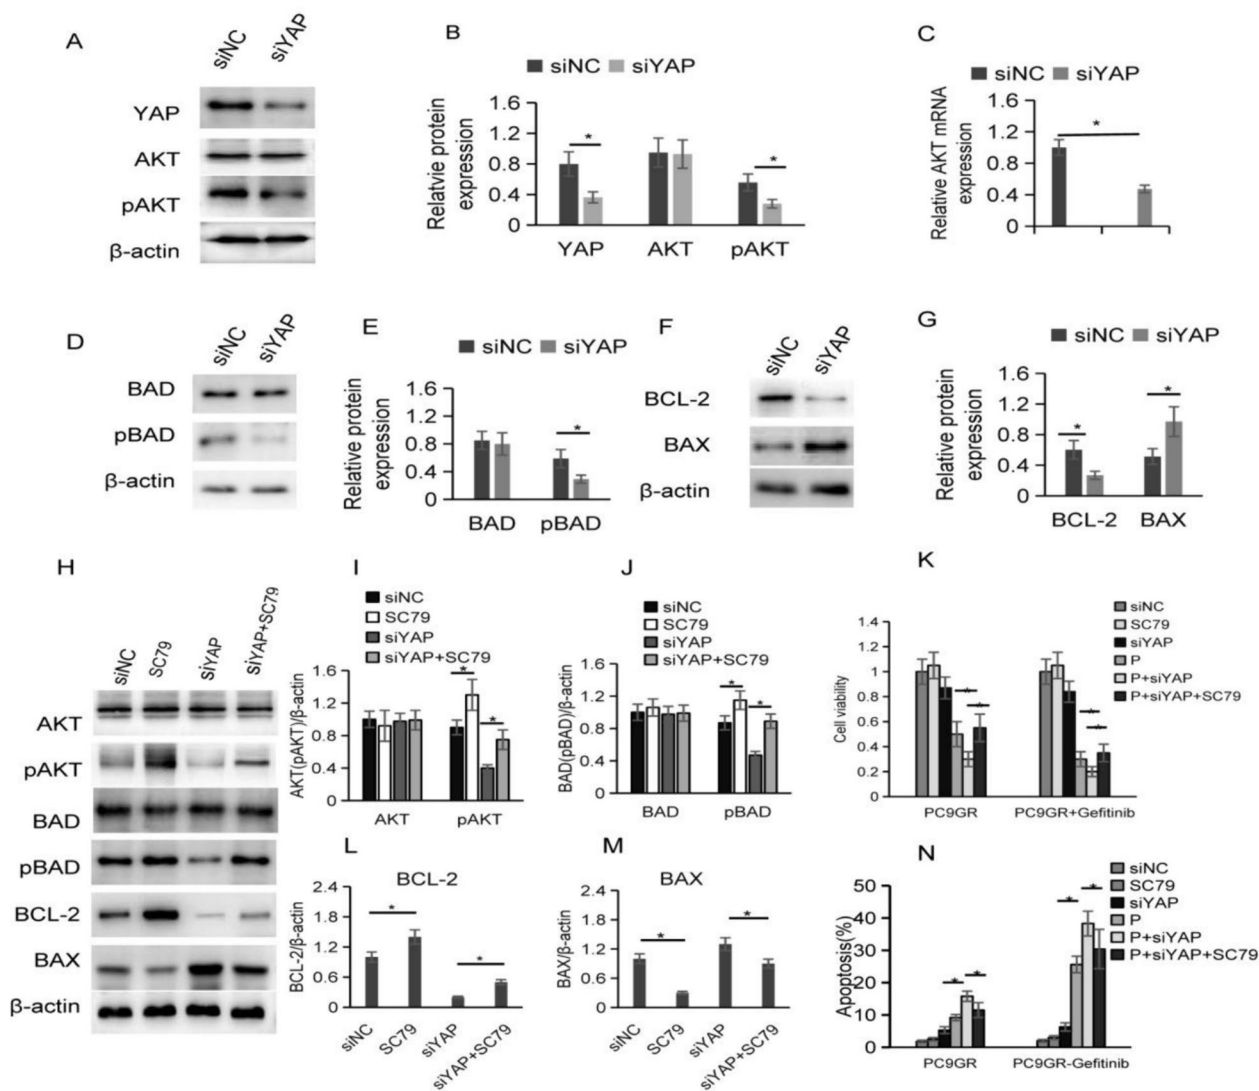 A
siNC
siYAP
YAP
AKT
pAKT
β-actin
B
siNC siYAP
Relatvie protein
expression
1.6
1.2
0.8
0.4
0
*
*
YAP AKT pAKT
C
siNC siYAP
Relative AKT mRNA
expression
1.6
1.2
0.8
0.4
0
*
D
siNC
siYAP
BAD
pBAD
β-actin
E
siNC siYAP
Relative protein
expression
1.6
1.2
0.8
0.4
0
*
BAD pBAD
F
siNC
siYAP
BCL-2
BAX
β-actin
G
siNC siYAP
Relative protein
expression
1.6
1.2
0.8
0.4
0
*
*
BCL-2 BAX
H
siNC
SC79
siYAP
siYAP+SC79
AKT
pAKT
BAD
pBAD
BCL-2
BAX
β-actin
I
siNC
SC79
siYAP
siYAP+SC79
AKT(pAKT)/β-actin
1.6
1.2
0.8
0.4
0
*
*
AKT pAKT
J
siNC
SC79
siYAP
siYAP+SC79
BAD(pBAD)/β-actin
1.6
1.2
0.8
0.4
0
*
*
BAD pBAD
K
siNC
SC79
siYAP
P
P+siYAP
P+siYAP+SC79
Cell viability
1.4
1.2
1
0.8
0.6
0.4
0.2
*
*
*
*
PC9GR PC9GR+Gefitinib
L
BCL-2
BCL-2/β-actin
2.4
1.8
1.2
0.6
0
*
*
siNC
SC79
siYAP
siYAP+SC79
M
BAX
BAX/β-actin
2.4
1.8
1.2
0.6
0
*
*
siNC
SC79
siYAP
siYAP+SC79
N
siNC
SC79
siYAP
P
P+siYAP
P+siYAP+SC79
Apoptosis(%)
50
40
30
20
10
0
*
*
*
*
PC9GR PC9GR-Gefitinib